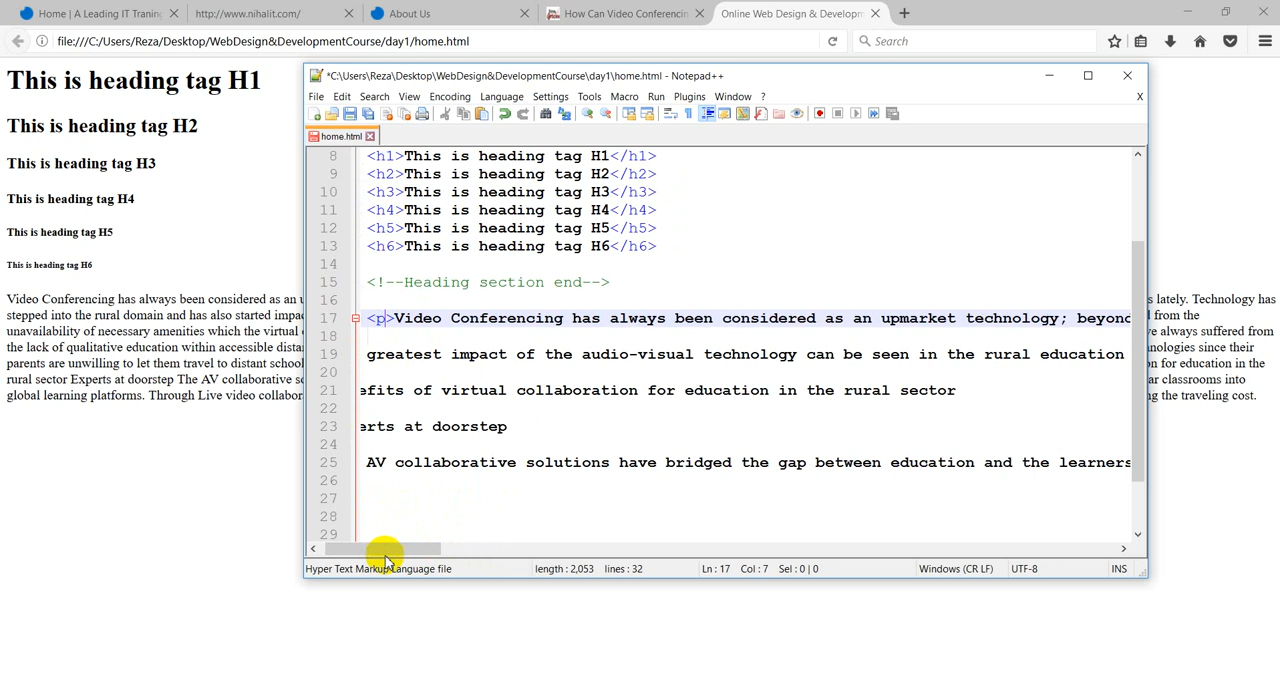 Home | A Leading IT Traning
http://www.nihalit.com/
About Us
How Can Video Conferencin
Online Web Design & Developm
file:///C:/Users/Reza/Desktop/WebDesign&DevelopmentCourse/day1/home.html
Search
This is heading tag H1
This is heading tag H2
This is heading tag H3
This is heading tag H4
This is heading tag H5
This is heading tag H6
Video Conferencing has always been considered as an u
s lately. Technology has
stepped into the rural domain and has also started impac
from the
unavailability of necessary amenities which the virtual
ve always suffered from
the lack of qualitative education within accessible distan
nologies since their
parents are unwilling to let them travel to distant school
n for education in the
rural sector Experts at doorstep The AV collaborative so
ar classrooms into
global learning platforms. Through Live video collabor
ng the traveling cost.
*C:\Users\Reza\Desktop\WebDesign&DevelopmentCourse\day1\home.html - Notepad++
File Edit Search View Encoding Language Settings Tools Macro Run Plugins Window ? X
home.html
8 <h1>This is heading tag H1</h1>
9 <h2>This is heading tag H2</h2>
10 <h3>This is heading tag H3</h3>
11 <h4>This is heading tag H4</h4>
12 <h5>This is heading tag H5</h5>
13 <h6>This is heading tag H6</h6>
14
15 <!--Heading section end-->
16
17 <p>Video Conferencing has always been considered as an upmarket technology; beyond
18
19 greatest impact of the audio-visual technology can be seen in the rural education
20
21 efits of virtual collaboration for education in the rural sector
22
23 erts at doorstep
24
25 AV collaborative solutions have bridged the gap between education and the learners
26
27
28
29
Hyper Text Markup Language file length : 2,053 lines : 32 Ln : 17 Col : 7 Sel : 0 | 0 Windows (CR LF) UTF-8 INS